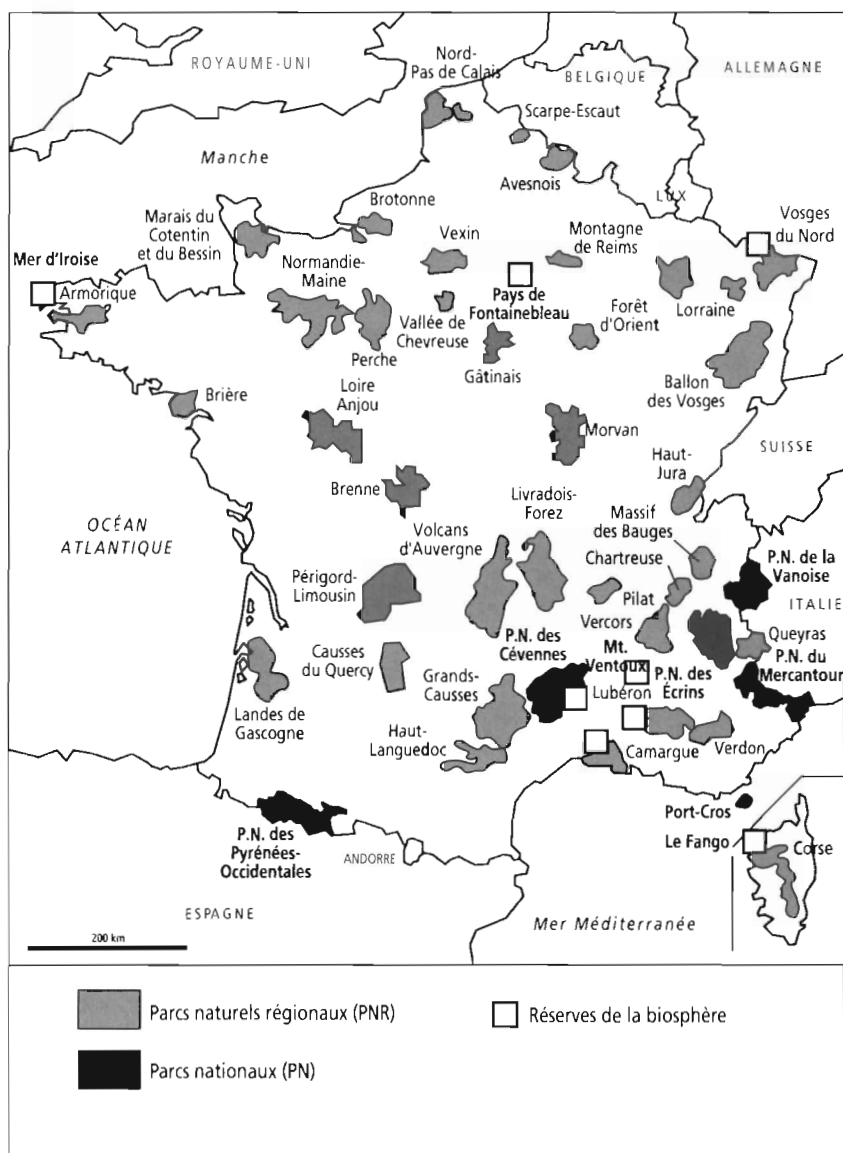 ROYAUME-UNI
Nord-
Pas de Calais
BELGIQUE
ALLEMAGNE
Scarpe-Escaut
Manche
Avesnois
LUX
Brotonne
Marais du
Cotentin
et du Bessin
Vexin
Montagne
de Reims
Vosges
du Nord
Mer d'Iroise
Armorique
Normandie-
Maine
Pays de
Fontainebleau
Lorraine
Vallée de
Chevreuse
Forêt
d'Orient
Perche
Gâtinais
Ballon
des Vosges
Brière
Loire
Anjou
Morvan
SUISSE
Haut-
Jura
Brenne
Livradois-
Forez
OCÉAN
ATLANTIQUE
Volcans
d'Auvergne
Massif
des Bauges
Chartreuse
P.N. de la
Vanoise
Périgord-
Limousin
Pilat
ITALIE
Vercors
Queyras
P.N. des
Cévennes
Mt.
Ventoux
P.N. du
Mercantour
Causses
du Quercy
Grands-
Causses
P.N. des
Écrins
Lubéron
Landes de
Gascogne
Haut-
Languedoc
Camargue
Verdon
Port-Cros
P.N. des
Pyrénées-
Occidentales
ANDORRE
Le Fango
Corse
ESPAGNE
Mer Méditerranée
200 km
Parcs naturels régionaux (PNR)
Réserves de la biosphère
Parcs nationaux (PN)